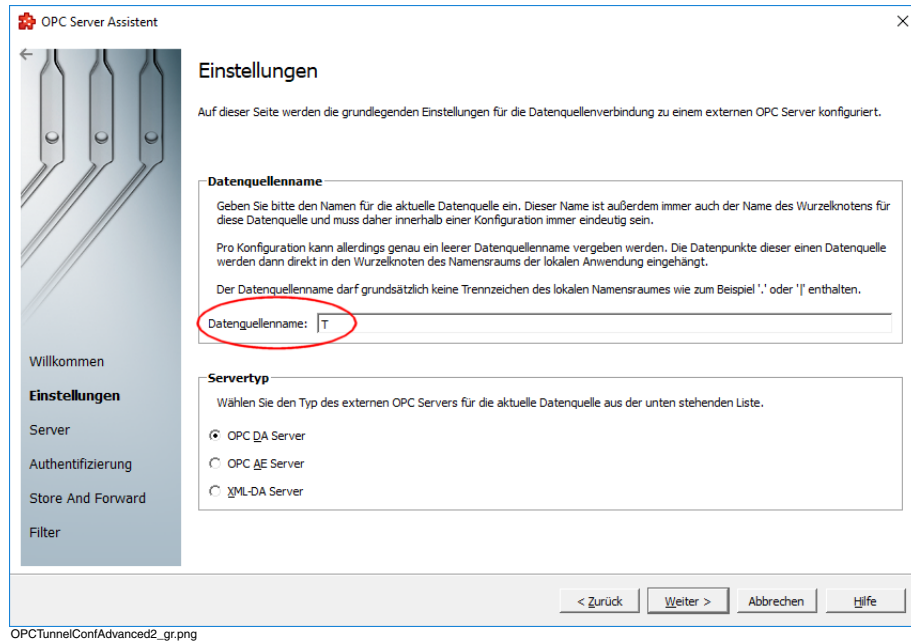 OPC Server Assistent
Einstellungen
Auf dieser Seite werden die grundlegenden Einstellungen für die Datenquellenverbindung zu einem externen OPC Server konfiguriert.
Datenquellenname
Geben Sie bitte den Namen für die aktuelle Datenquelle ein. Dieser Name ist außerdem immer auch der Name des Wurzelknotens für
diese Datenquelle und muss daher innerhalb einer Konfiguration immer eindeutig sein.
Pro Konfiguration kann allerdings genau ein leerer Datenquellenname vergeben werden. Die Datenpunkte dieser einen Datenquelle
werden dann direkt in den Wurzelknoten des Namensraums der lokalen Anwendung eingehängt.
Der Datenquellenname darf grundsätzlich keine Trennzeichen des lokalen Namensraumes wie zum Beispiel '.' oder '|' enthalten.
Datenquellenname: T
Servertyp
Wählen Sie den Typ des externen OPC Servers für die aktuelle Datenquelle aus der unten stehenden Liste.
OPC DA Server
OPC AE Server
XML-DA Server
Willkommen
Einstellungen
Server
Authentifizierung
Store And Forward
Filter
< Zurück
Weiter >
Abbrechen
Hilfe
OPCTunnelConfAdvanced2_gr.png